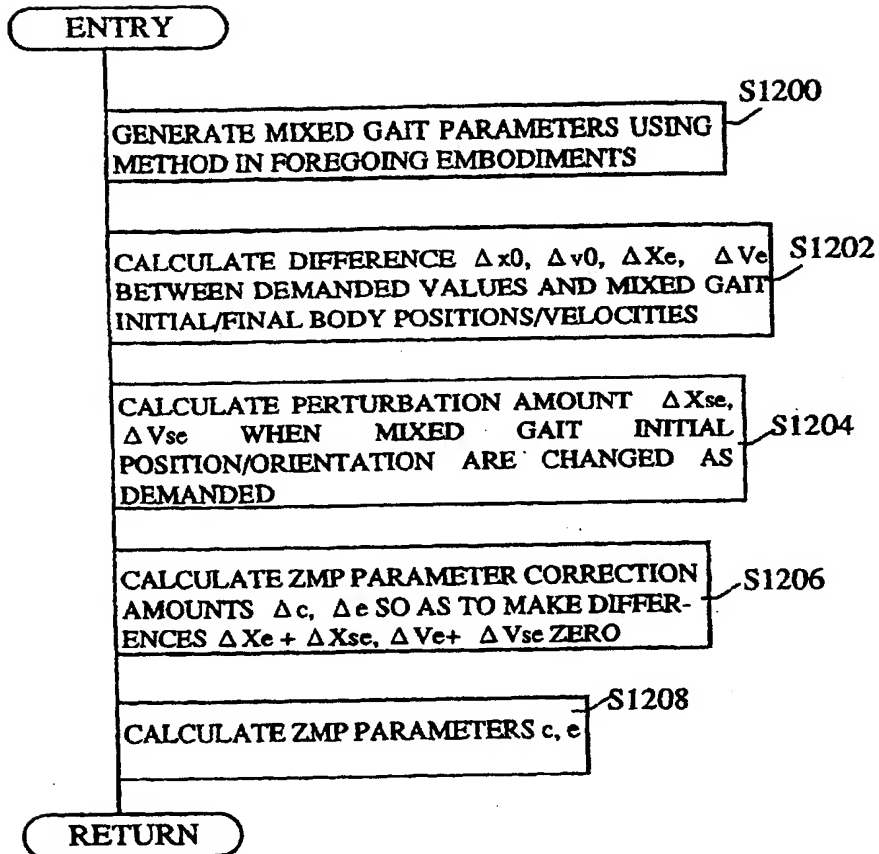 ENTRY
S1200
GENERATE MIXED GAIT PARAMETERS USING
METHOD IN FOREGOING EMBODIMENTS
S1202
CALCULATE DIFFERENCE Δx0, Δv0, ΔXe, ΔVe
BETWEEN DEMANDED VALUES AND MIXED GAIT
INITIAL/FINAL BODY POSITIONS/VELOCITIES
CALCULATE PERTURBATION AMOUNT ΔXse,
ΔVse WHEN MIXED GAIT INITIAL
POSITION/ORIENTATION ARE CHANGED AS
DEMANDED
S1204
CALCULATE ZMP PARAMETER CORRECTION
AMOUNTS Δc, Δe SO AS TO MAKE DIFFER-
ENCES ΔXe + ΔXse, ΔVe+ ΔVse ZERO
S1206
S1208
CALCULATE ZMP PARAMETERS c, e
RETURN